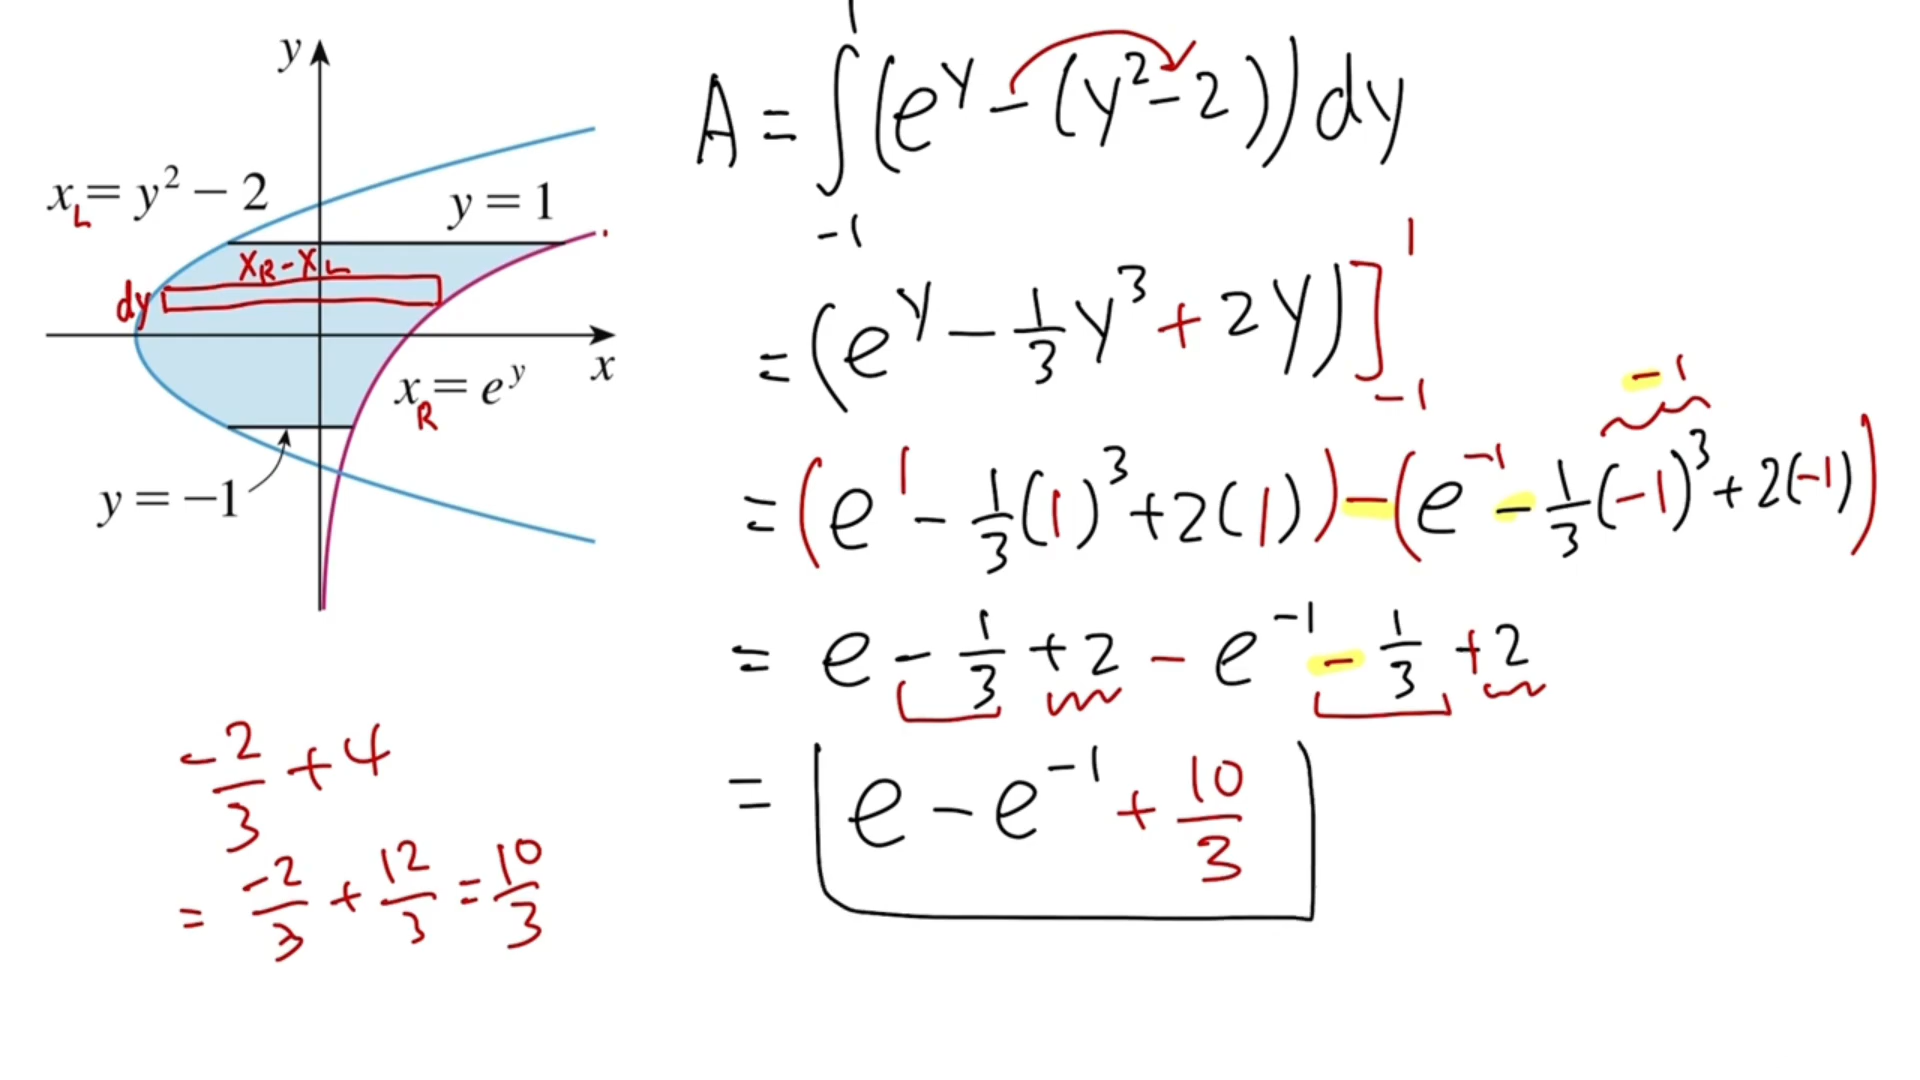 y
x_L = y² − 2
y = 1
x_R − x_L
dy
x
x_R = e^y
y = −1
A = ∫_{-1}^{1} (e^y − (y² − 2)) dy
= (e^y − 1/3 y³ + 2y)]_{-1}^{1}
−1
= (e^1 − 1/3 (1)³ + 2(1)) − (e^{-1} − 1/3 (−1)³ + 2(−1))
= e − 1/3 + 2 − e^{-1} − 1/3 + 2
= e − e^{-1} + 10/3
−2/3 + 4
= −2/3 + 12/3 = 10/3